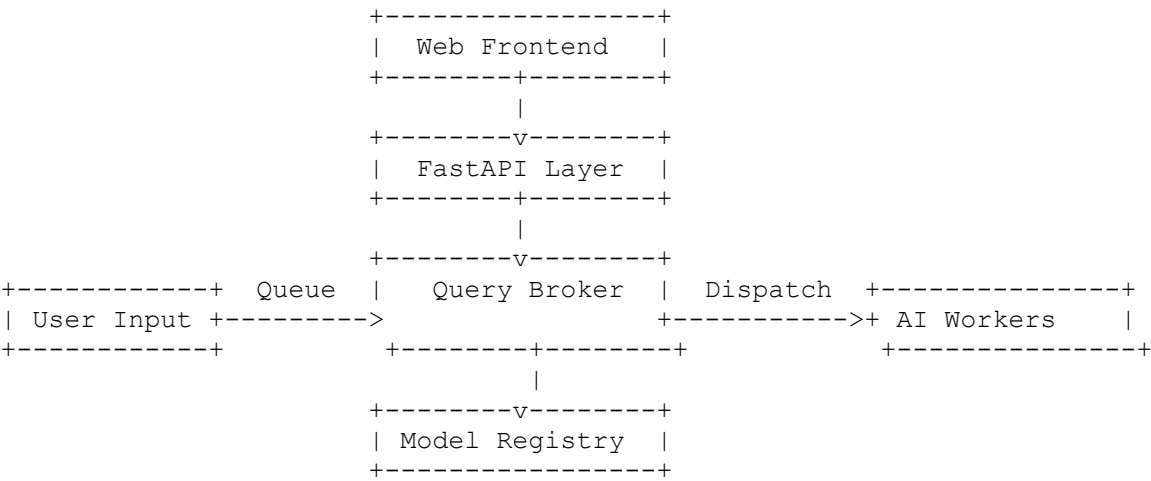 Web Frontend
FastAPI Layer
Queue Query Broker Dispatch
User Input AI Workers
Model Registry